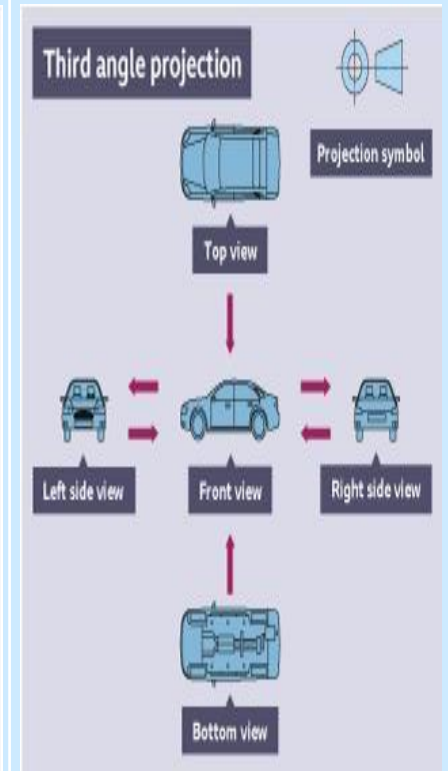 Third angle projection
Projection symbol
Top view
Left side view
Front view
Right side view
Bottom view